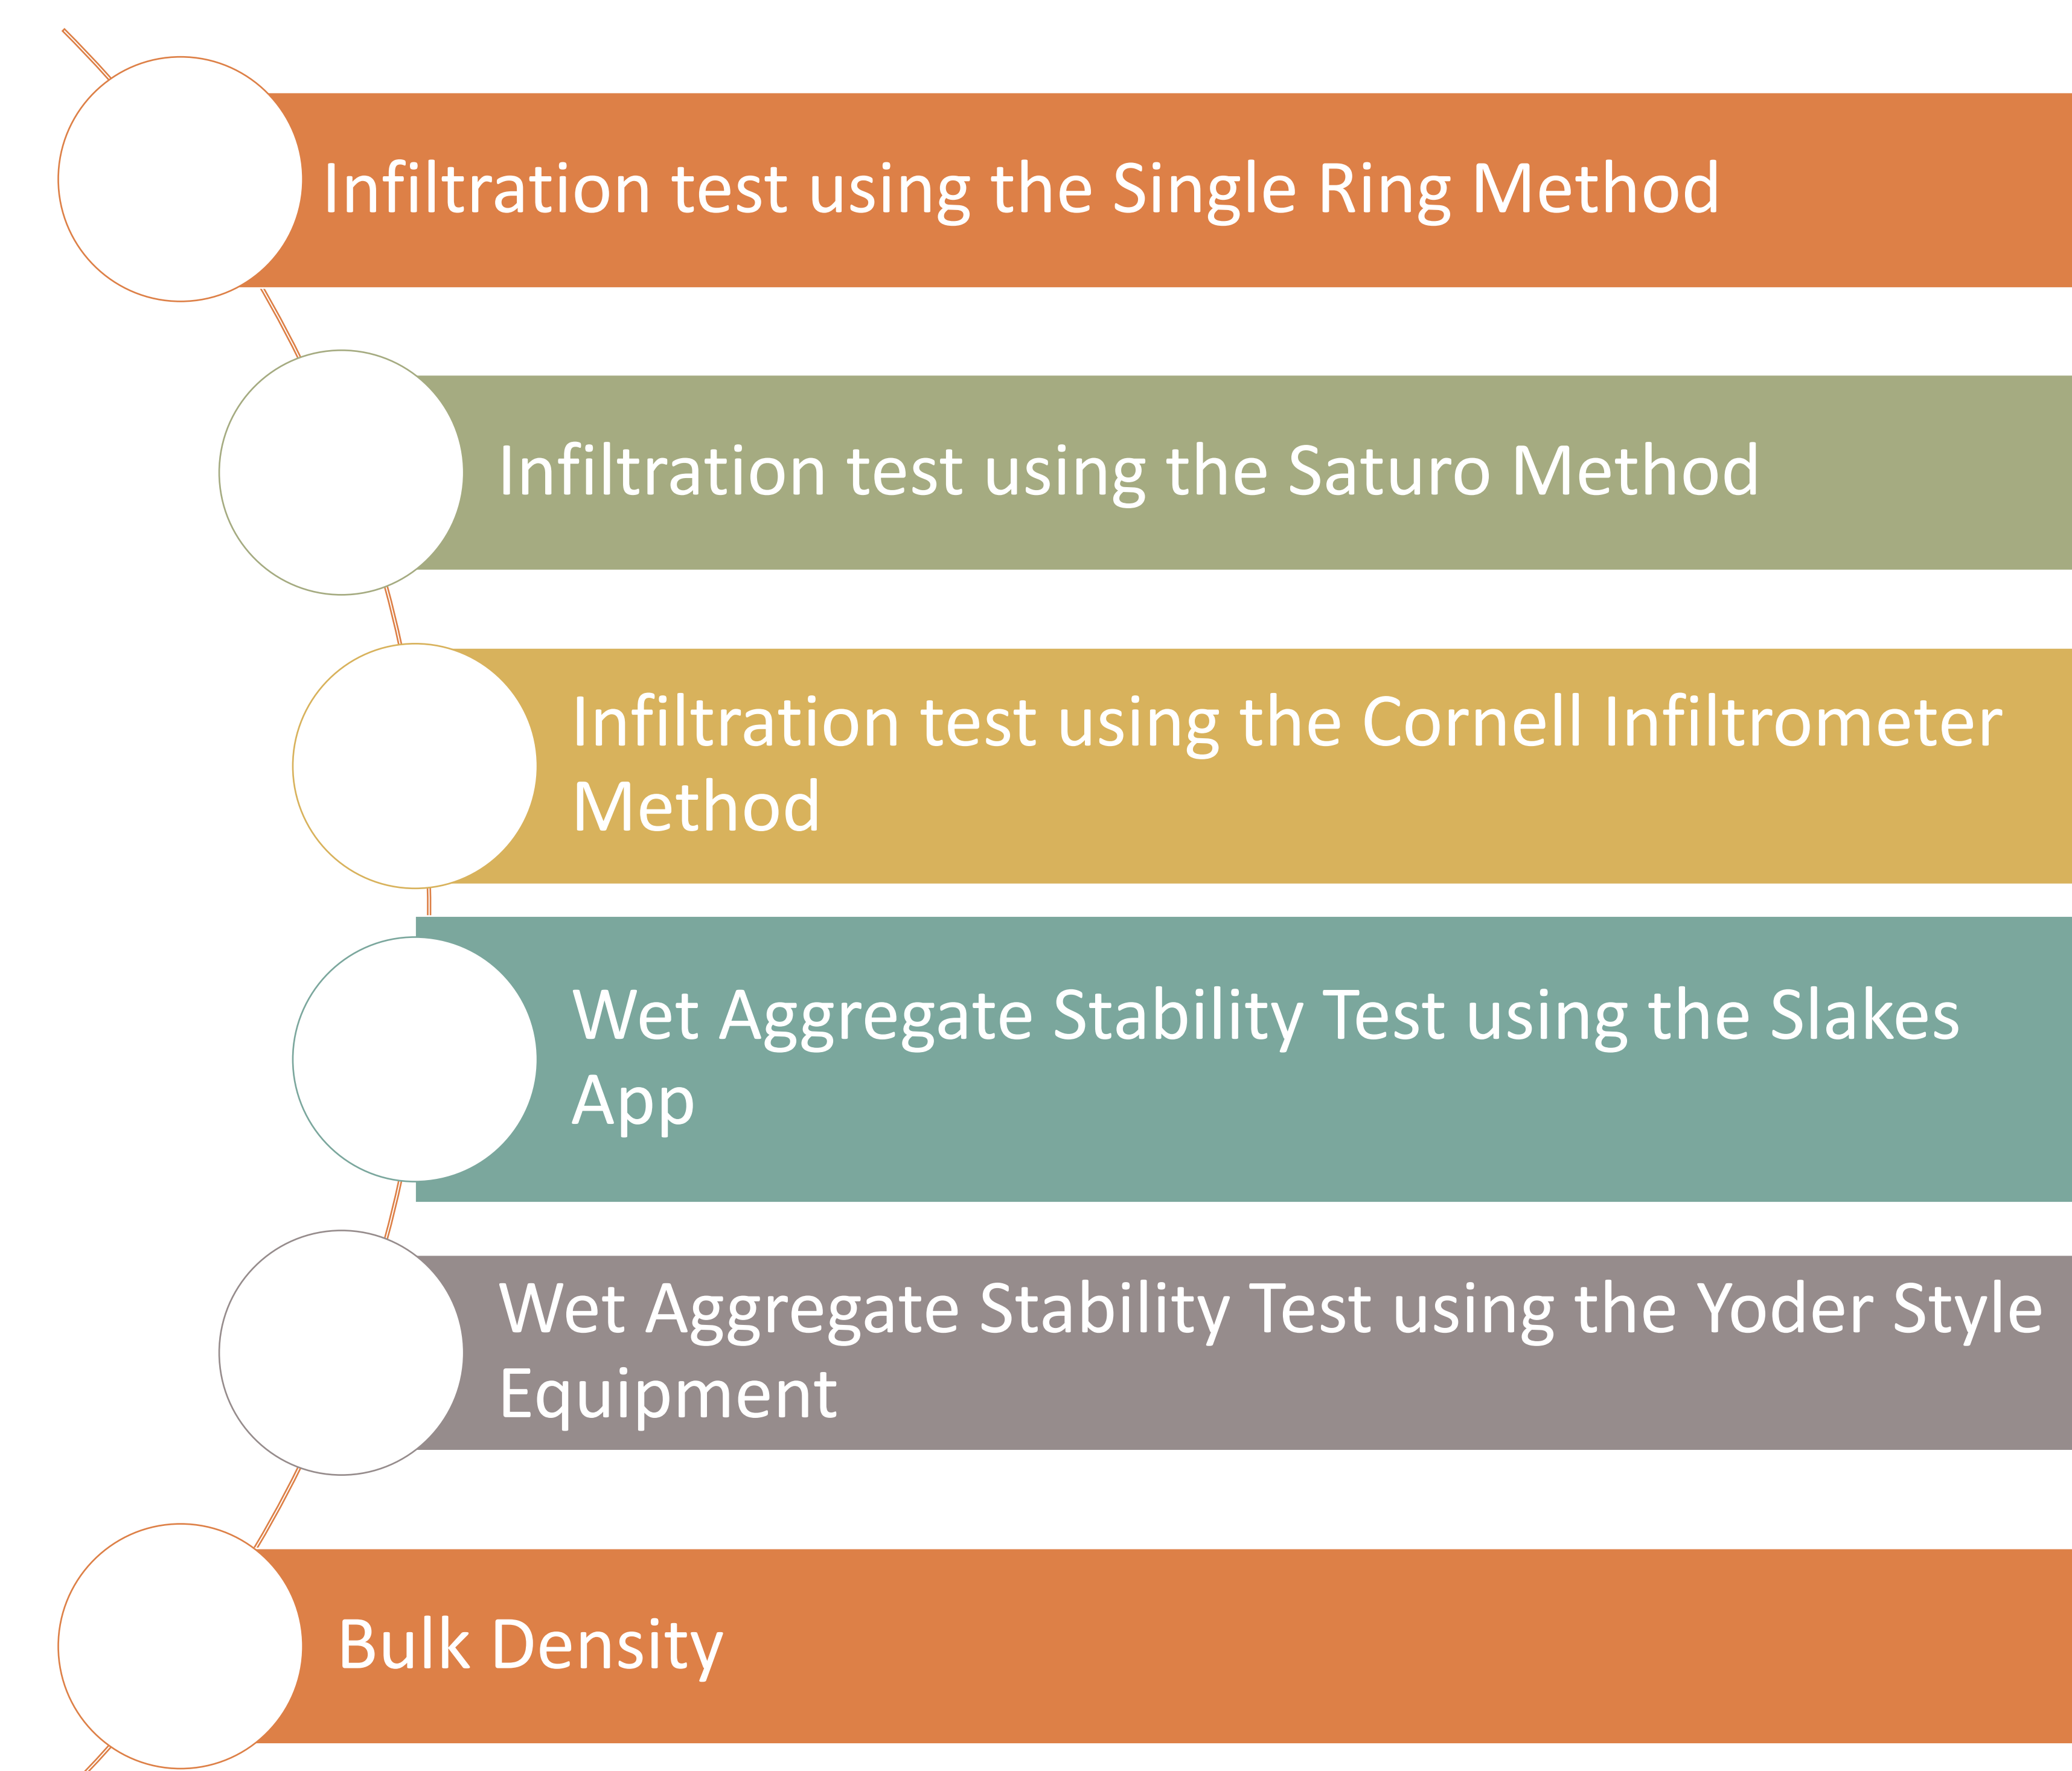 Infiltration test using the Single Ring Method
Infiltration test using the Saturo Method
Infiltration test using the Cornell Infiltrometer
Method
Wet Aggregate Stability Test using the Slakes
App
Wet Aggregate Stability Test using the Yoder Style
Equipment
Bulk Density